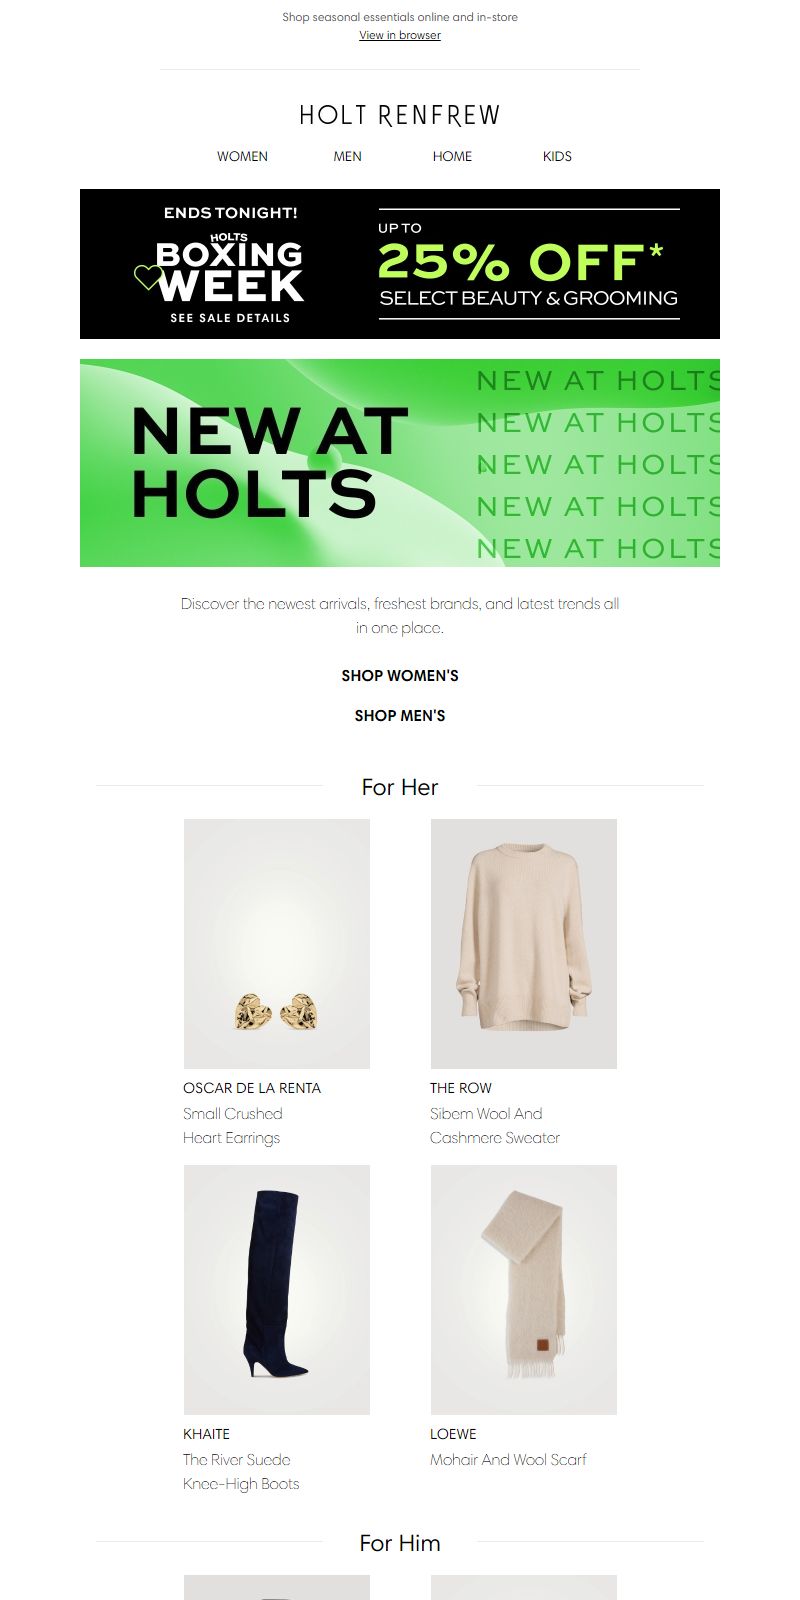 Shop seasonal essentials online and in-store
View in browser
HOLT RENFREW
WOMEN MEN HOME KIDS
ENDS TONIGHT!
HOLTS
BOXING
WEEK
SEE SALE DETAILS
UP TO
25% OFF*
SELECT BEAUTY & GROOMING
NEW AT
HOLTS
NEW AT HOLTS
NEW AT HOLTS
NEW AT HOLTS
NEW AT HOLTS
NEW AT HOLTS
Discover the newest arrivals, freshest brands, and latest trends all
in one place.
SHOP WOMEN'S
SHOP MEN'S
For Her
OSCAR DE LA RENTA
Small Crushed
Heart Earrings
THE ROW
Sibem Wool And
Cashmere Sweater
KHAITE
The River Suede
Knee-High Boots
LOEWE
Mohair And Wool Scarf
For Him